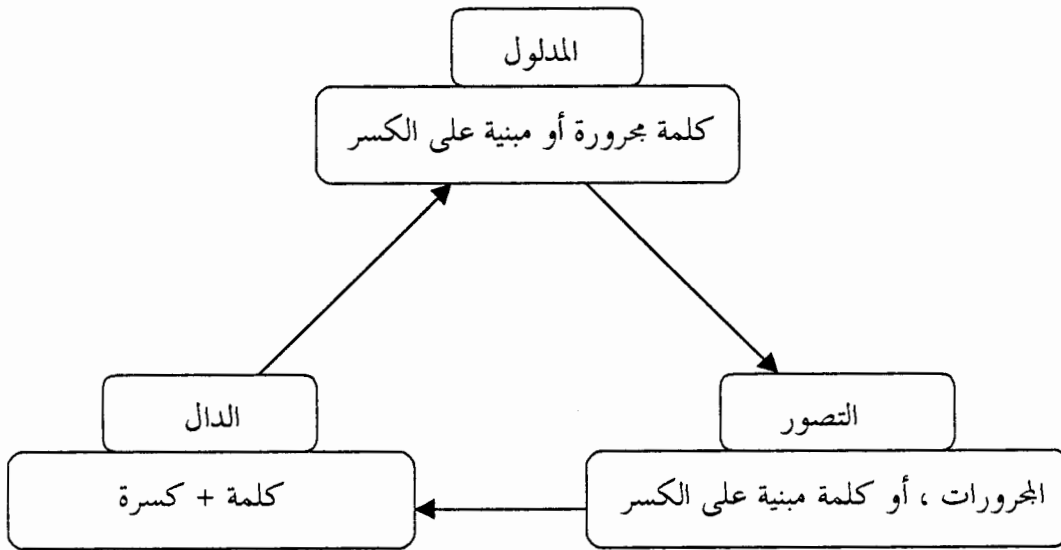 المدلول
كلمة مجرورة أو مبنية على الكسر
التصور
المجرورات ، أو كلمة مبنية على الكسر
الدال
كلمة + كسرة